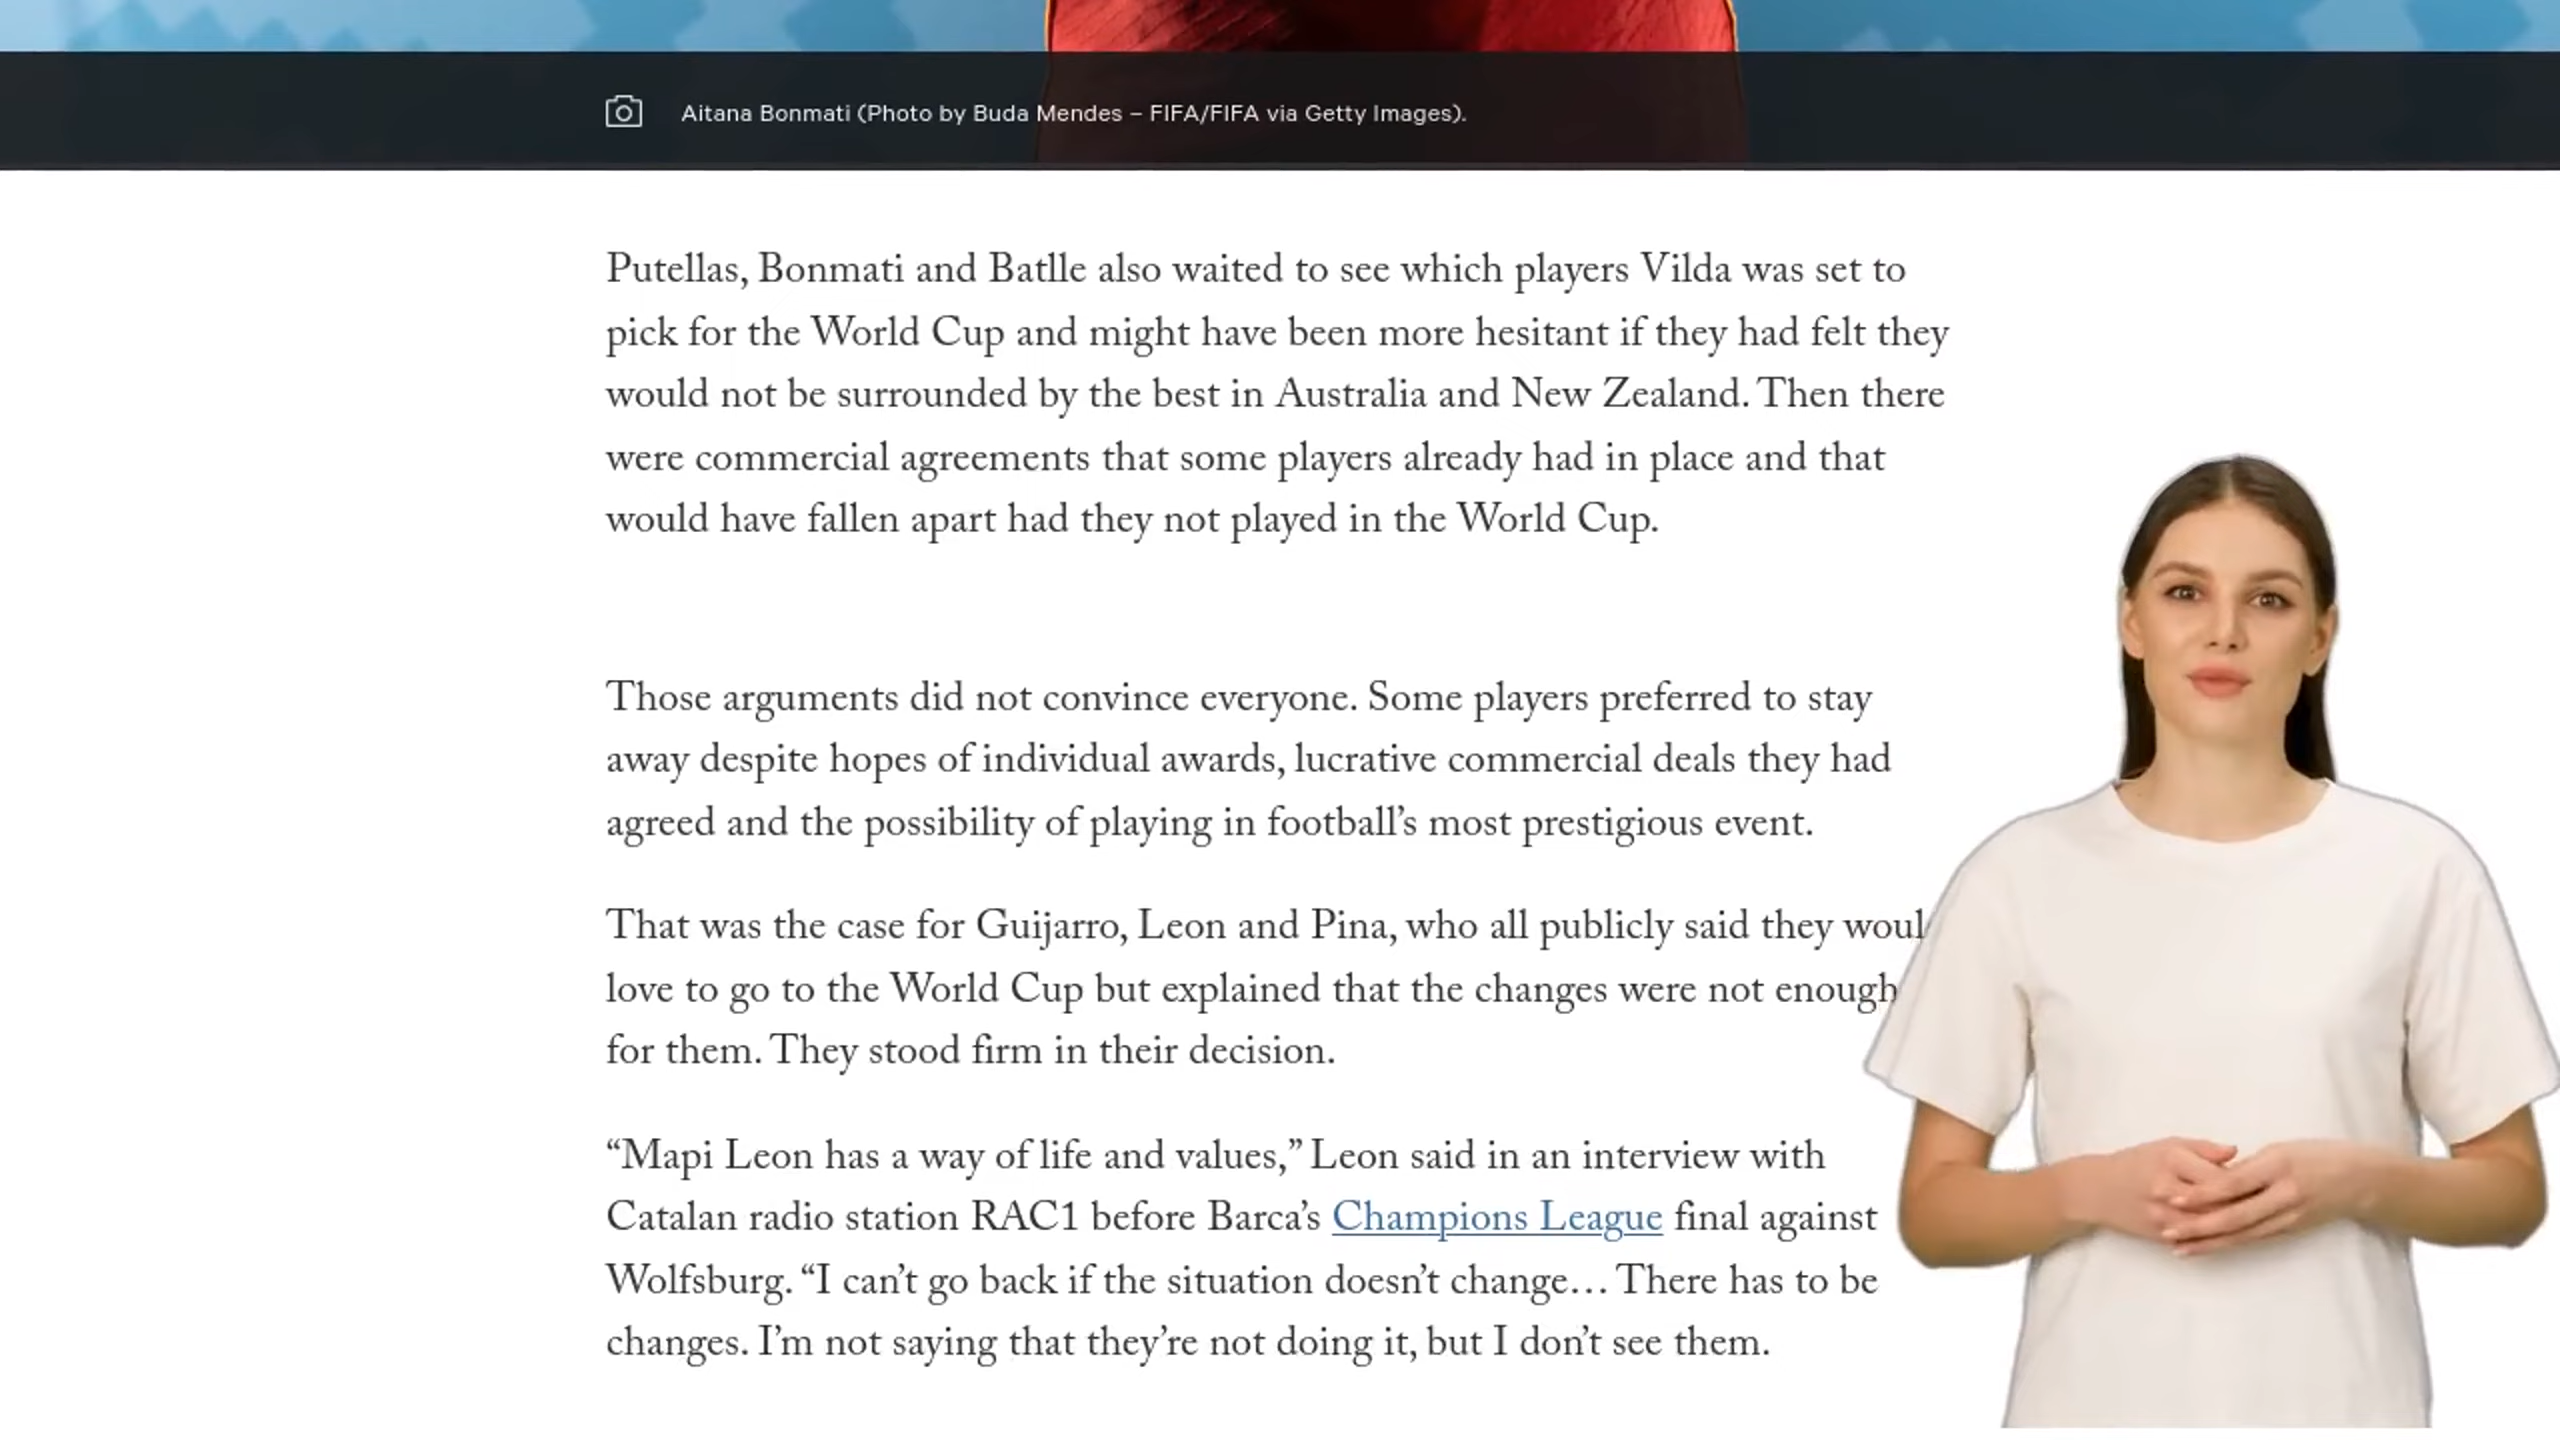 Aitana Bonmati (Photo by Buda Mendes – FIFA/FIFA via Getty Images).
Putellas, Bonmati and Batlle also waited to see which players Vilda was set to
pick for the World Cup and might have been more hesitant if they had felt they
would not be surrounded by the best in Australia and New Zealand. Then there
were commercial agreements that some players already had in place and that
would have fallen apart had they not played in the World Cup.
Those arguments did not convince everyone. Some players preferred to stay
away despite hopes of individual awards, lucrative commercial deals they had
agreed and the possibility of playing in football’s most prestigious event.
That was the case for Guijarro, Leon and Pina, who all publicly said they woul
love to go to the World Cup but explained that the changes were not enough
for them. They stood firm in their decision.
“Mapi Leon has a way of life and values,” Leon said in an interview with
Catalan radio station RAC1 before Barca’s Champions League final against
Wolfsburg. “I can’t go back if the situation doesn’t change… There has to be
changes. I’m not saying that they’re not doing it, but I don’t see them.